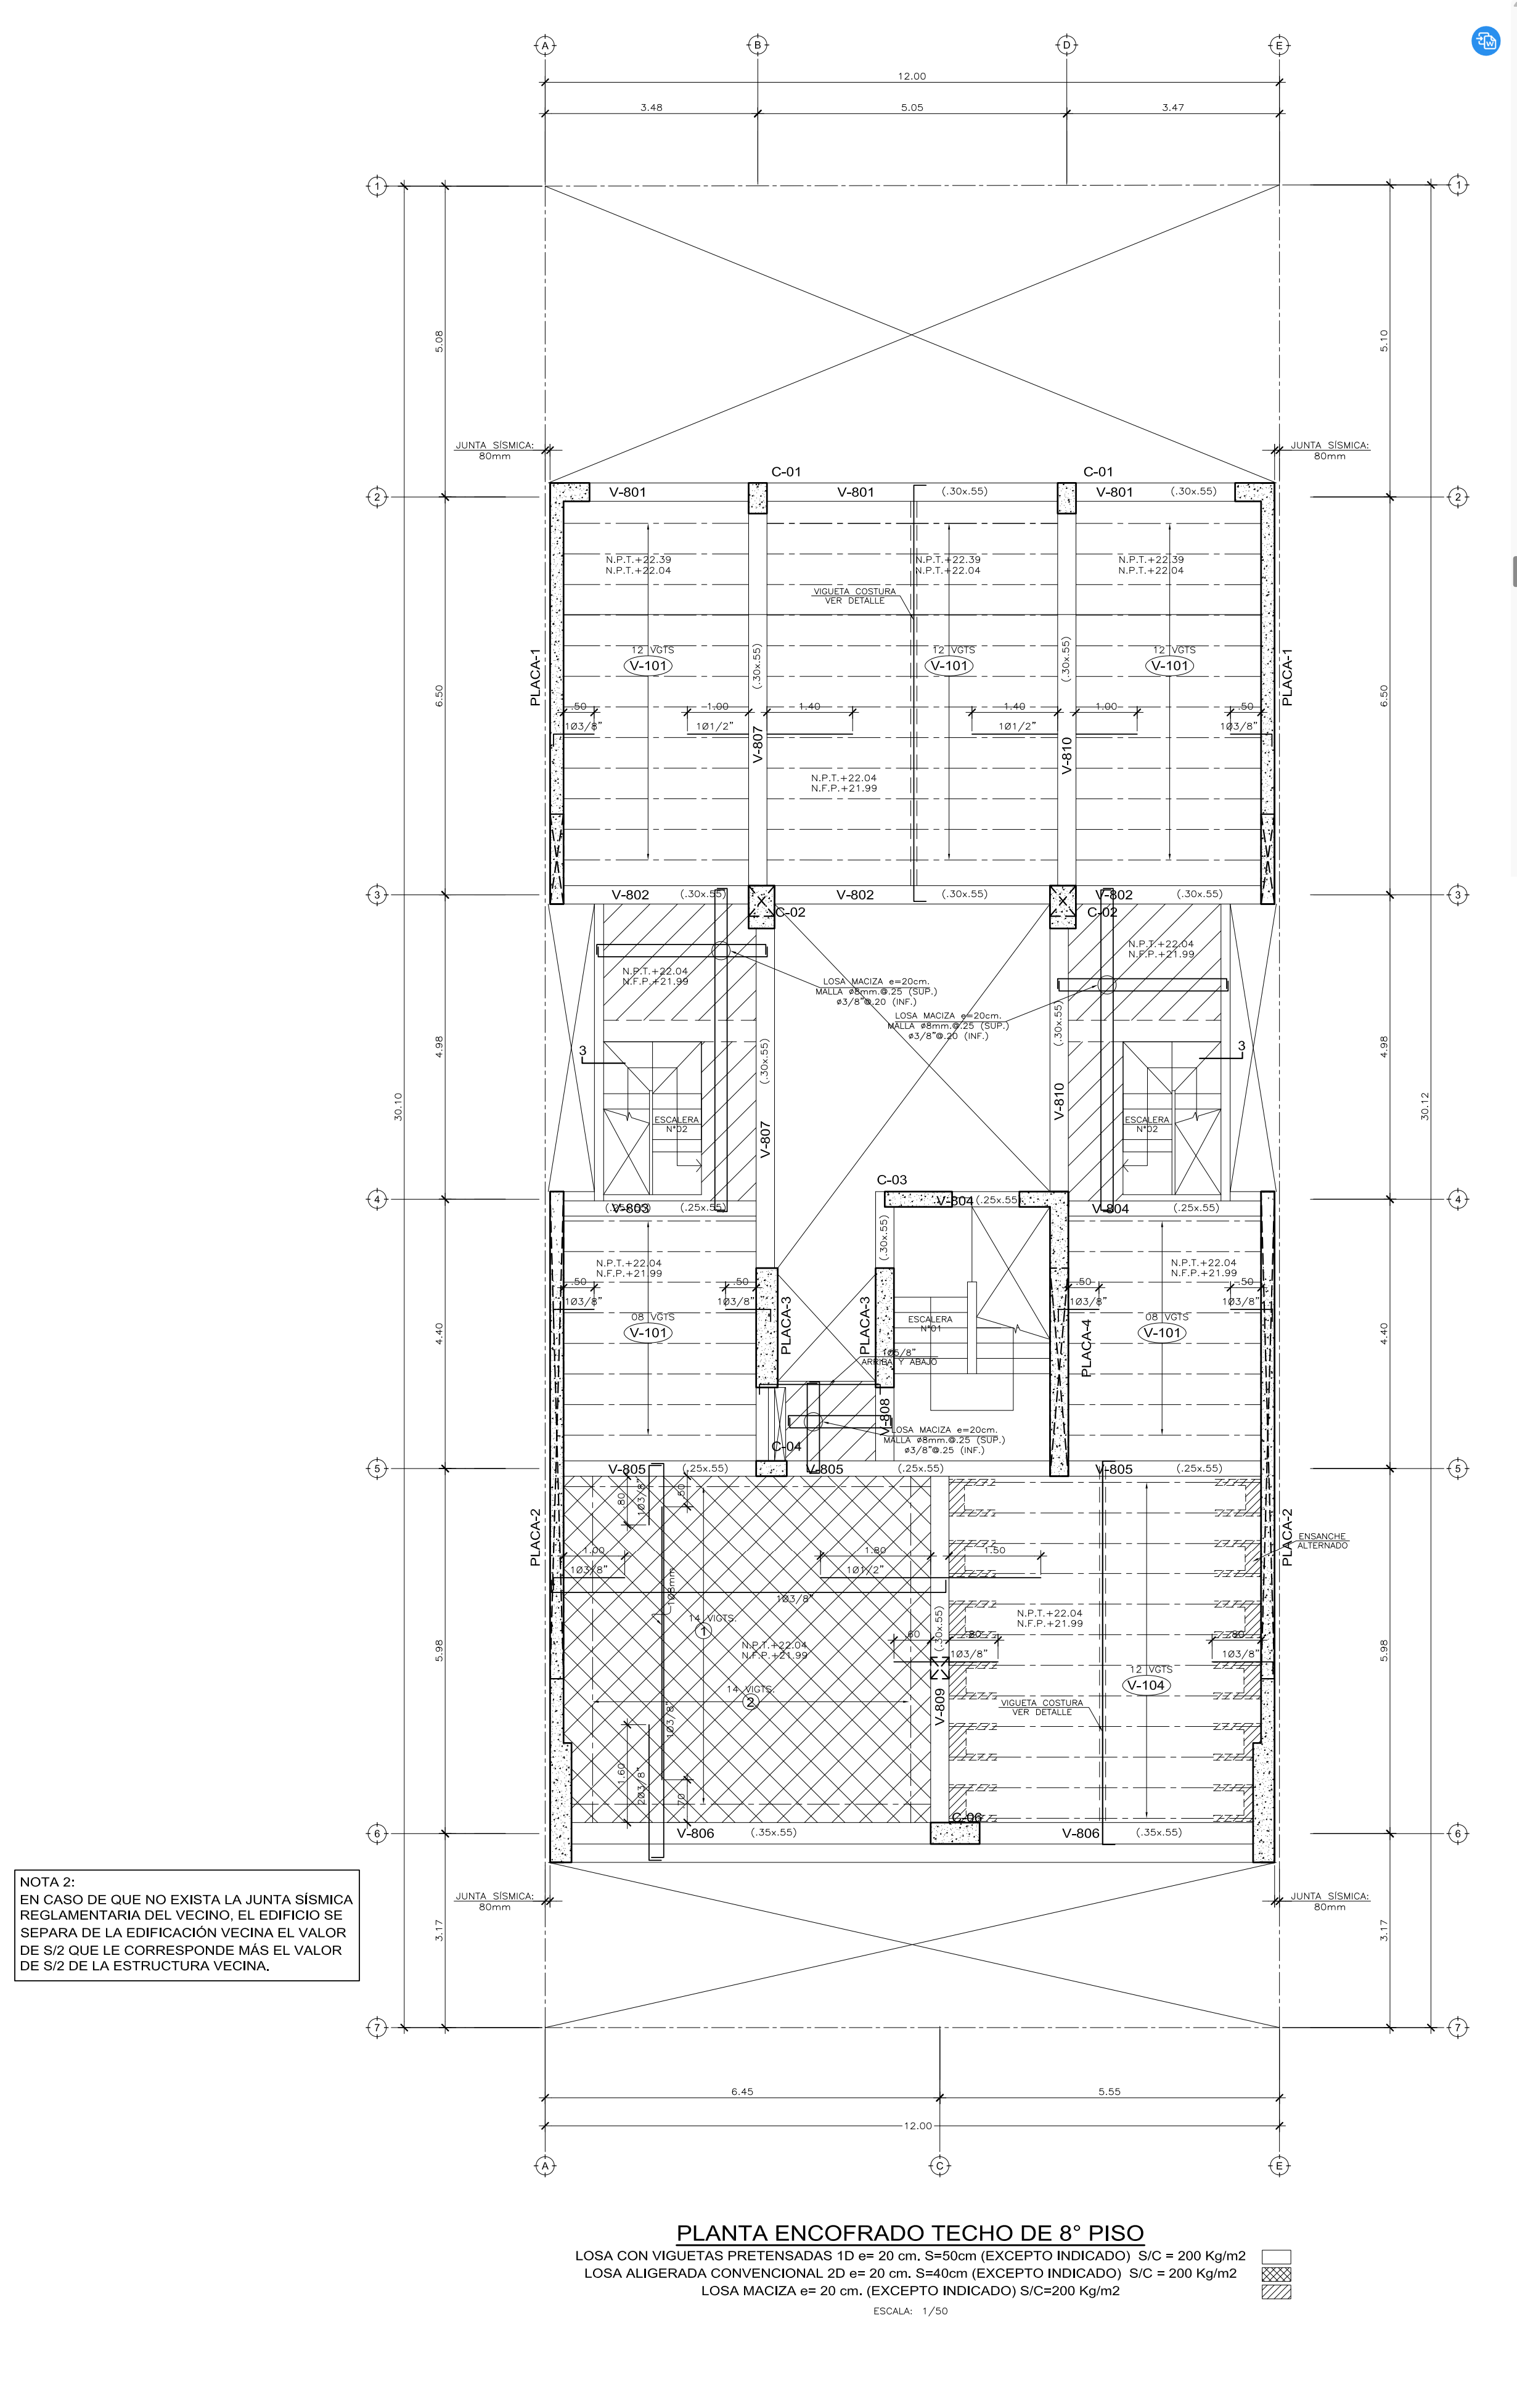 A
B
D
E
12.00
3.48
5.05
3.47
1
1
5.08
5.10
JUNTA SÍSMICA:
80mm
JUNTA SÍSMICA:
80mm
C-01
C-01
2
V-801
V-801
(.30x.55)
V-801
(.30x.55)
2
N.P.T.+22.39
N.P.T.+22.04
N.P.T.+22.39
N.P.T.+22.04
N.P.T.+22.39
N.P.T.+22.04
VIGUETA COSTURA
VER DETALLE
12 VGTS
V-101
12 VGTS
V-101
12 VGTS
V-101
(.30x.55)
(.30x.55)
PLACA-1
PLACA-1
6.50
6.50
.50
1.00
1.40
1.40
1.00
.50
1Ø3/8"
1Ø1/2"
1Ø1/2"
1Ø3/8"
V-807
V-810
N.P.T.+22.04
N.F.P.+21.99
3
V-802
(.30x.55)
V-802
(.30x.55)
V-802
(.30x.55)
3
C-02
C-02
N.P.T.+22.04
N.F.P.+21.99
N.P.T.+22.04
N.F.P.+21.99
LOSA MACIZA e=20cm.
MALLA ø8mm.@.25 (SUP.)
ø3/8"@.20 (INF.)
LOSA MACIZA e=20cm.
MALLA ø8mm.@.25 (SUP.)
ø3/8"@.20 (INF.)
(.30x.55)
(.30x.55)
4.98
4.98
3
3
30.10
30.12
ESCALERA
N°02
ESCALERA
N°02
V-807
V-810
C-03
4
V-804
(.25x.55)
4
V-803
(.25x.55)
V-804
(.25x.55)
(.30x.55)
N.P.T.+22.04
N.F.P.+21.99
N.P.T.+22.04
N.F.P.+21.99
.50
.50
.50
.50
1Ø3/8"
1Ø3/8"
1Ø3/8"
1Ø3/8"
08 VGTS
V-101
08 VGTS
V-101
PLACA-3
PLACA-3
ESCALERA
N°01
PLACA-4
4.40
4.40
1Ø5/8"
ARRIBA Y ABAJO
V-808
LOSA MACIZA e=20cm.
MALLA ø8mm.@.25 (SUP.)
ø3/8"@.25 (INF.)
C-04
5
V-805
(.25x.55)
V-805
(.25x.55)
V-805
(.25x.55)
5
.80
1Ø3/8"
.50
PLACA-2
PLACA-2
ENSANCHE
ALTERNADO
1.00
1.80
1.50
1Ø3/8"
1Ø1/2"
1Ø3/8"
1Ø8mm
14 VIGTS.
1
(.30x.55)
N.P.T.+22.04
N.F.P.+21.99
N.P.T.+22.04
N.F.P.+21.99
.60
.80
.80
1Ø3/8"
1Ø3/8"
5.98
5.98
14 VIGTS.
2
12 VGTS
V-104
V-809
VIGUETA COSTURA
VER DETALLE
1Ø3/8"
1.60
2Ø3/8"
.70
C-06
6
V-806
(.35x.55)
V-806
(.35x.55)
6
NOTA 2:
EN CASO DE QUE NO EXISTA LA JUNTA SÍSMICA
REGLAMENTARIA DEL VECINO, EL EDIFICIO SE
SEPARA DE LA EDIFICACIÓN VECINA EL VALOR
DE S/2 QUE LE CORRESPONDE MÁS EL VALOR
DE S/2 DE LA ESTRUCTURA VECINA.
JUNTA SÍSMICA:
80mm
JUNTA SÍSMICA:
80mm
3.17
3.17
7
7
6.45
5.55
12.00
A
C
E
PLANTA ENCOFRADO TECHO DE 8° PISO
LOSA CON VIGUETAS PRETENSADAS 1D e= 20 cm. S=50cm (EXCEPTO INDICADO) S/C = 200 Kg/m2
LOSA ALIGERADA CONVENCIONAL 2D e= 20 cm. S=40cm (EXCEPTO INDICADO) S/C = 200 Kg/m2
LOSA MACIZA e= 20 cm. (EXCEPTO INDICADO) S/C=200 Kg/m2
ESCALA: 1/50